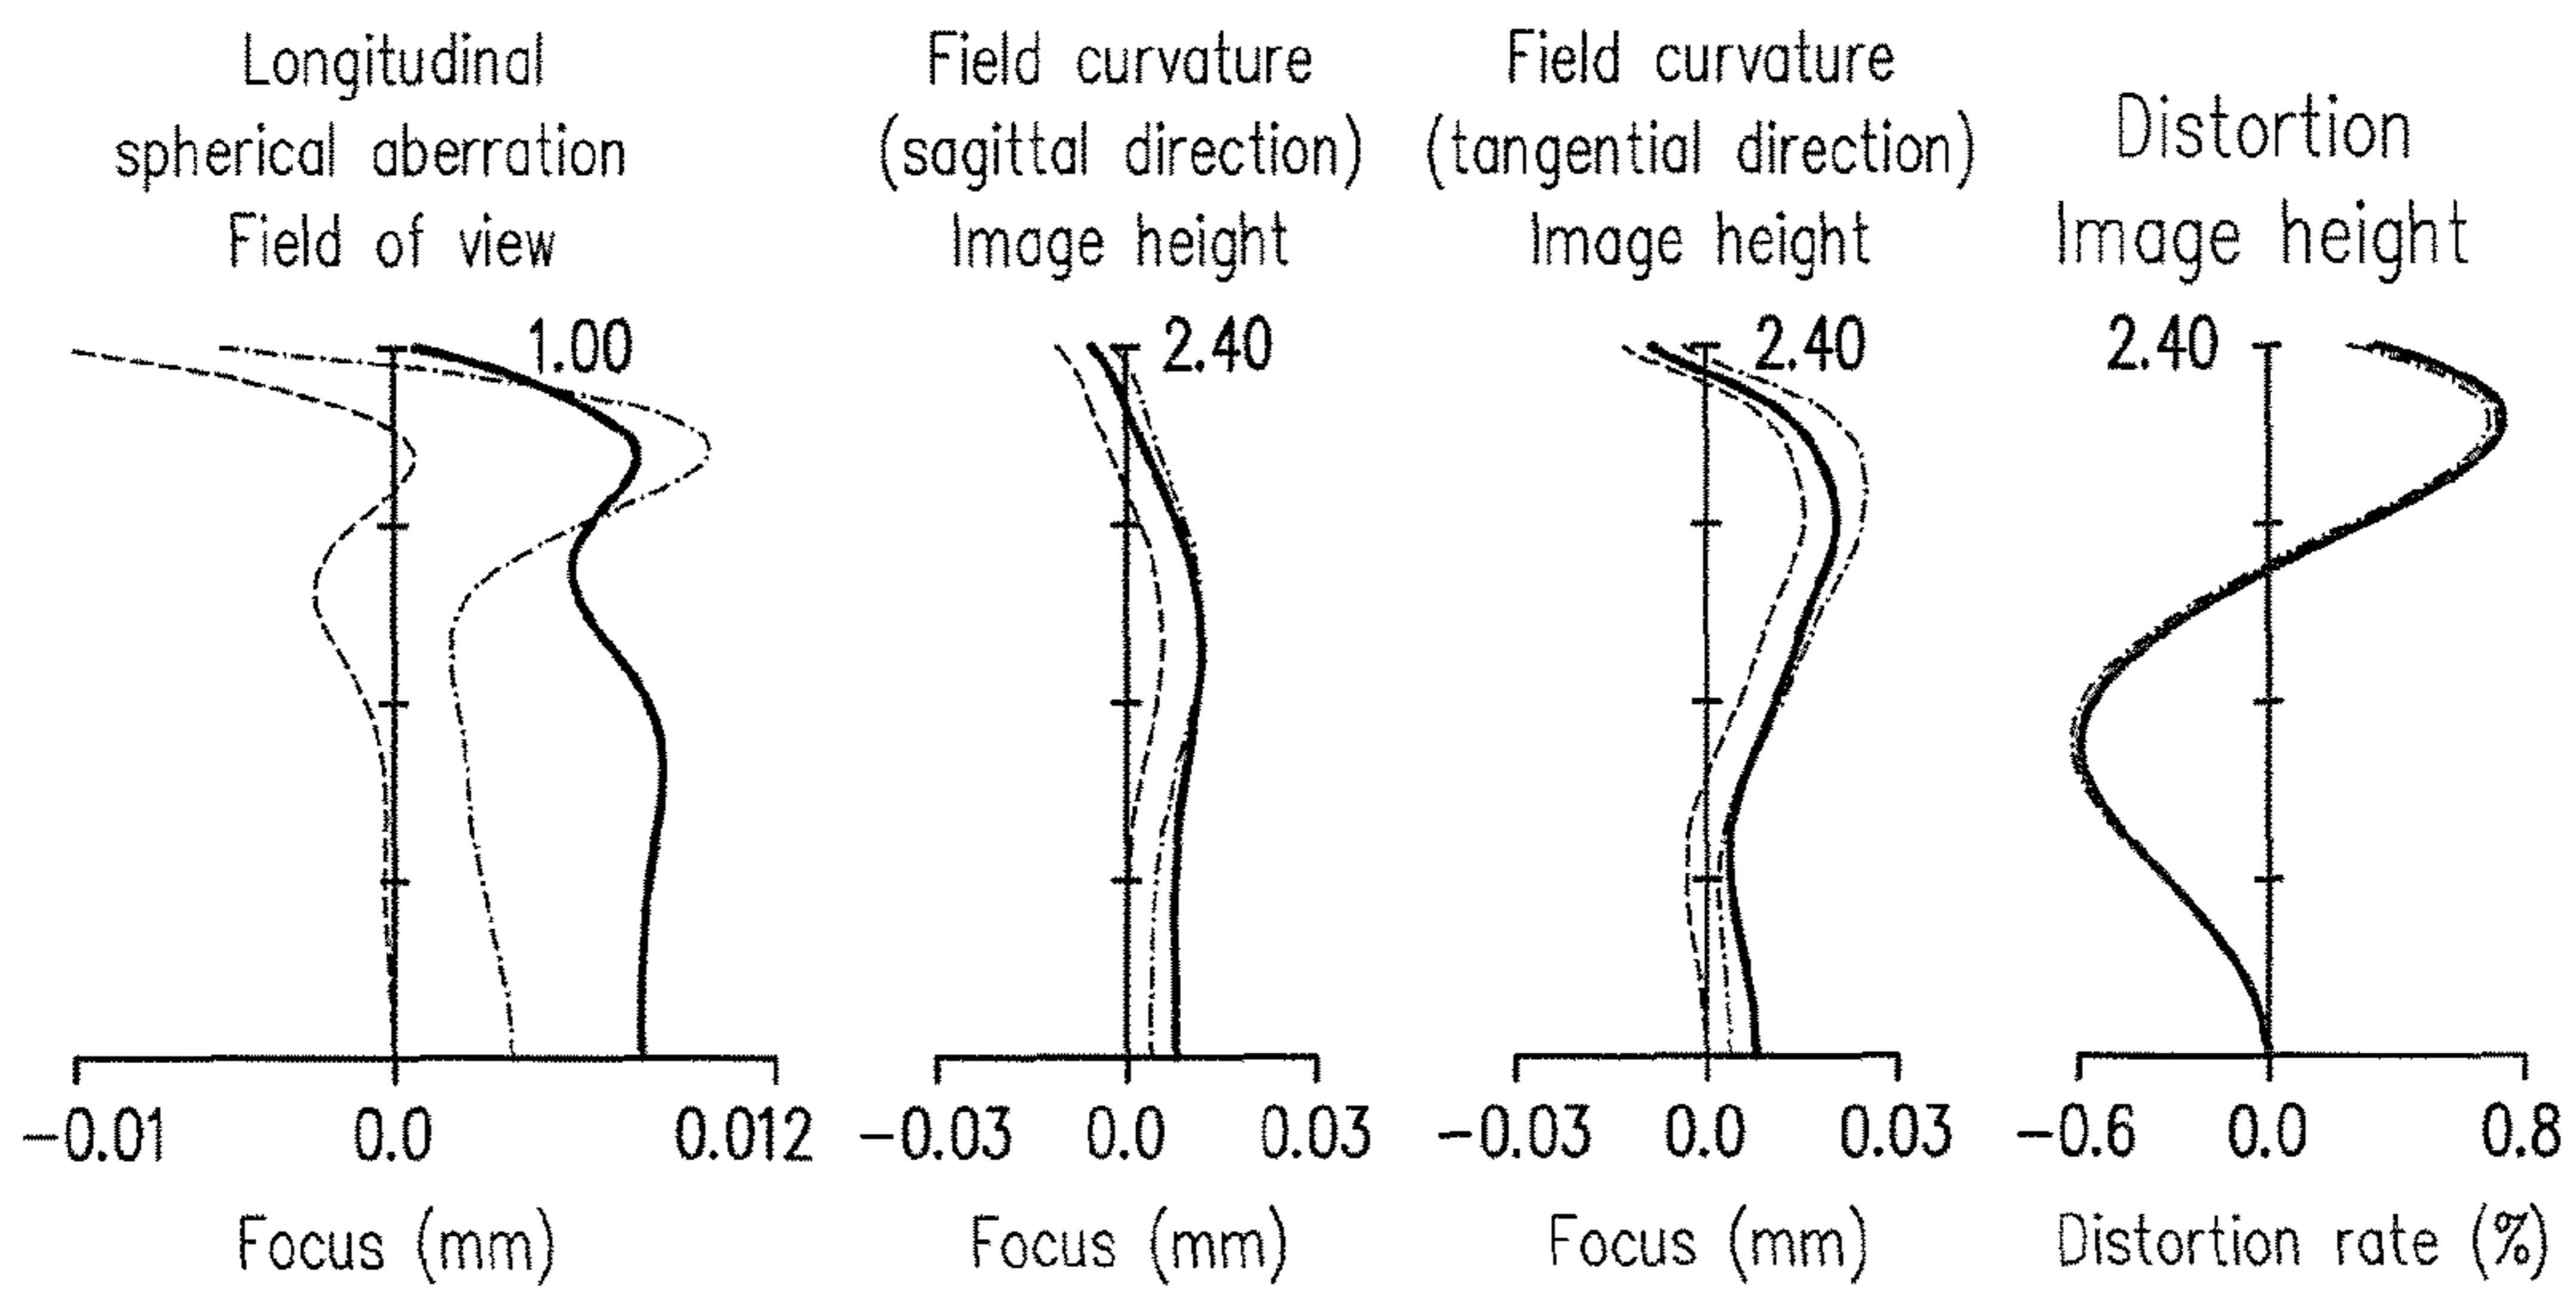 Longitudinal
spherical aberration
Field of view
1.00
-0.01 0.0 0.012
Focus (mm)
Field curvature
(sagittal direction)
Image height
2.40
-0.03 0.0 0.03
Focus (mm)
Field curvature
(tangential direction)
Image height
2.40
-0.03 0.0 0.03
Focus (mm)
Distortion
Image height
2.40
-0.6 0.0 0.8
Distortion rate (%)